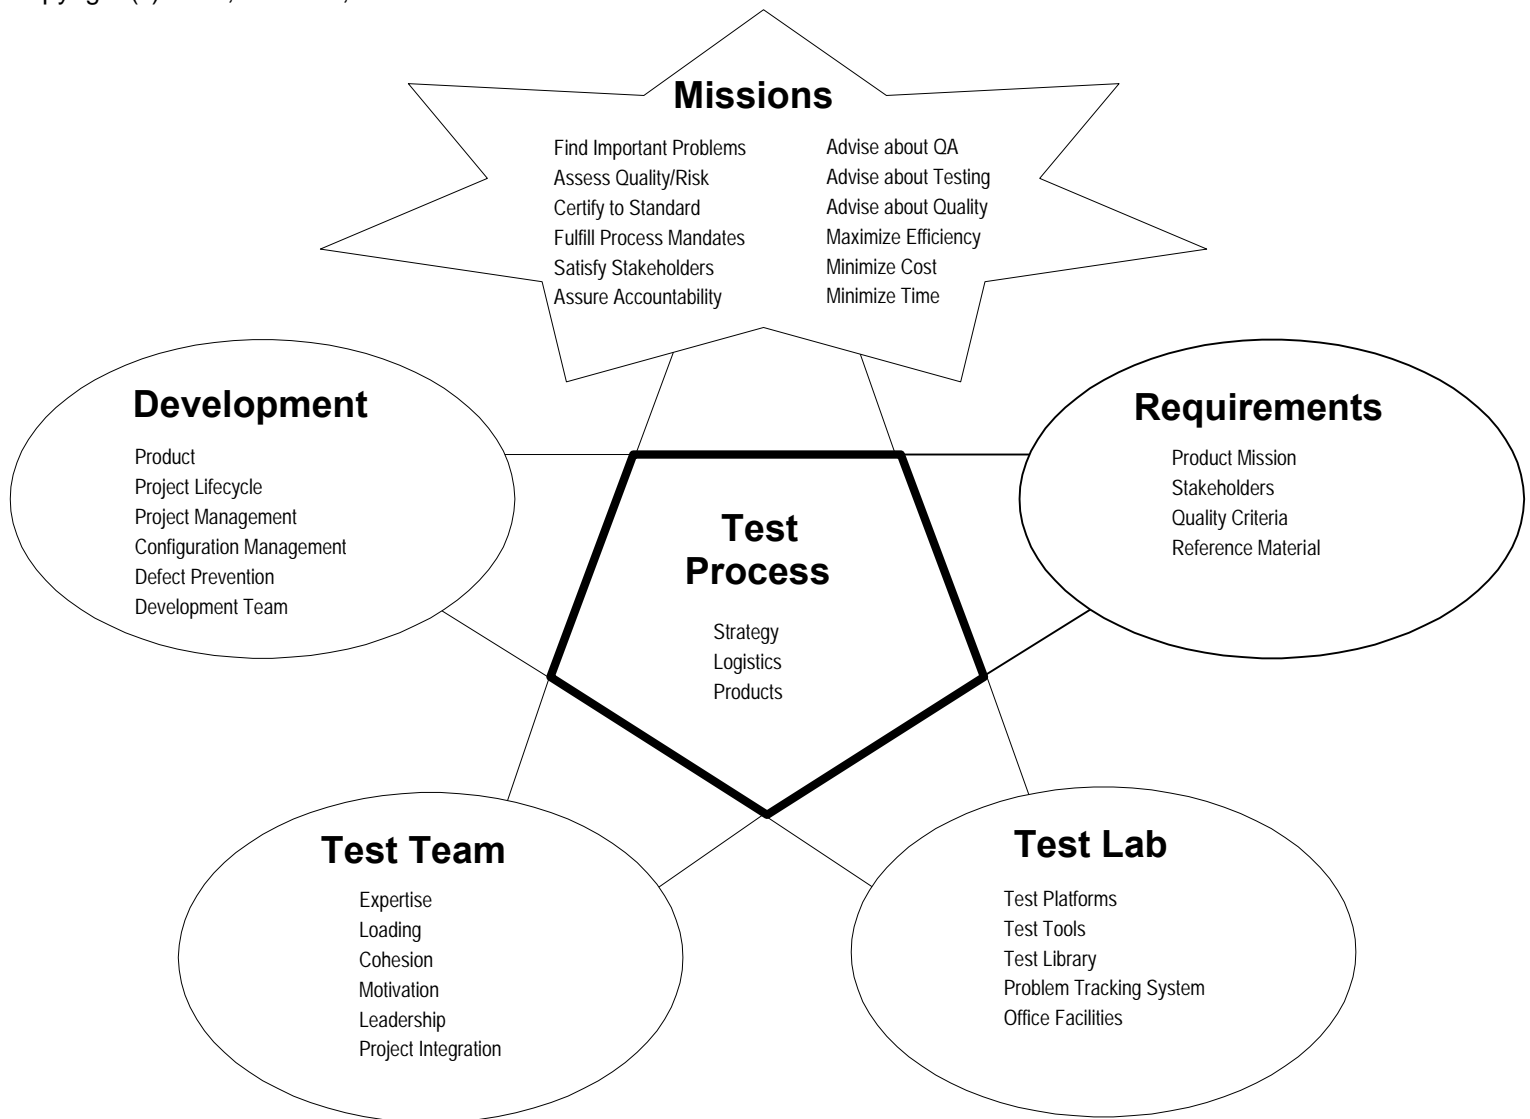 Missions
Find Important Problems
Assess Quality/Risk
Certify to Standard
Fulfill Process Mandates
Satisfy Stakeholders
Assure Accountability
Advise about QA
Advise about Testing
Advise about Quality
Maximize Efficiency
Minimize Cost
Minimize Time
Development
Product
Project Lifecycle
Project Management
Configuration Management
Defect Prevention
Development Team
Requirements
Product Mission
Stakeholders
Quality Criteria
Reference Material
Test
Process
Strategy
Logistics
Products
Test Team
Expertise
Loading
Cohesion
Motivation
Leadership
Project Integration
Test Lab
Test Platforms
Test Tools
Test Library
Problem Tracking System
Office Facilities